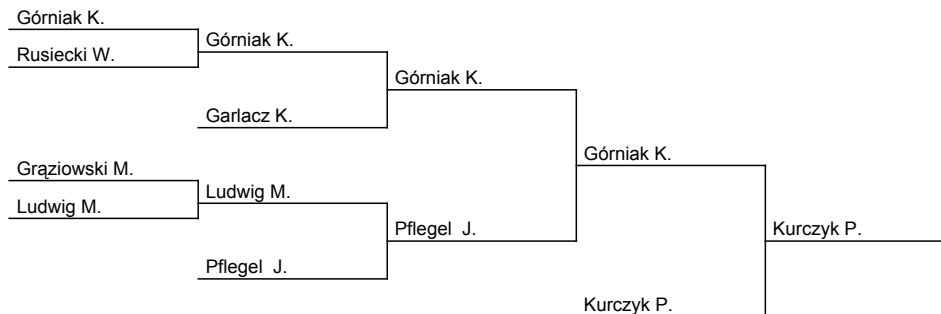 Górniak K.
Rusiecki W.
Górniak K.
Garlacz K.
Górniak K.
Grąziowski M.
Ludwig M.
Ludwig M.
Pflegel J.
Pflegel J.
Górniak K.
Kurczyk P.
Kurczyk P.